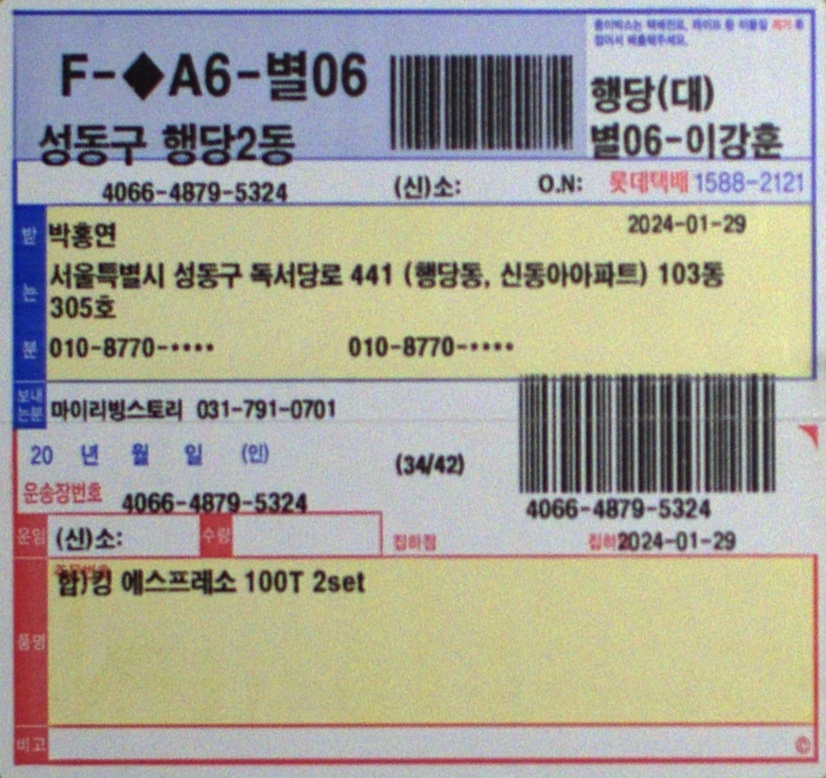 종이박스는 택배전표, 테이프 등 이물질 제거 후
접어서 배출해주세요.
F-◆A6-별06
행당(대)
성동구 행당2동
별06-이강훈
4066-4879-5324 (신)소: O.N: 롯데택배 1588-2121
받는분
박홍연 2024-01-29
서울특별시 성동구 독서당로 441 (행당동, 신동아아파트) 103동
305호
010-8770-•••• 010-8770-••••
보내는분
마이리빙스토리 031-791-0701
20 년 월 일 (인) (34/42)
운송장번호 4066-4879-5324 4066-4879-5324
운임 (신)소: 수량 집하점 집하 2024-01-29
합)킹 에스프레소 100T 2set
품명
비고